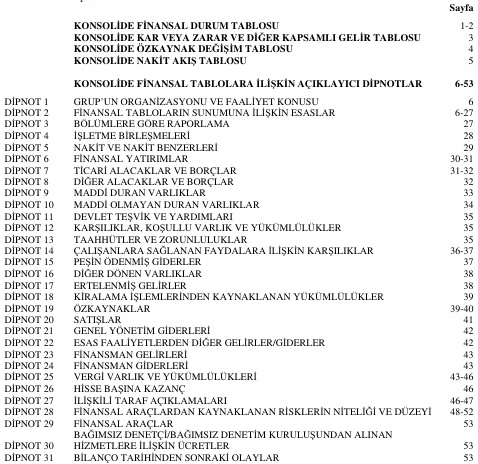 Sayfa
KONSOLİDE FİNANSAL DURUM TABLOSU 1-2
KONSOLİDE KAR VEYA ZARAR VE DİĞER KAPSAMLI GELİR TABLOSU 3
KONSOLİDE ÖZKAYNAK DEĞİŞİM TABLOSU 4
KONSOLİDE NAKİT AKIŞ TABLOSU 5
KONSOLİDE FİNANSAL TABLOLARA İLİŞKİN AÇIKLAYICI DİPNOTLAR 6-53
DİPNOT 1 GRUP'UN ORGANİZASYONU VE FAALİYET KONUSU 6
DİPNOT 2 FİNANSAL TABLOLARIN SUNUMUNA İLİŞKİN ESASLAR 6-27
DİPNOT 3 BÖLÜMLERE GÖRE RAPORLAMA 27
DİPNOT 4 İŞLETME BİRLEŞMELERİ 28
DİPNOT 5 NAKİT VE NAKİT BENZERLERİ 29
DİPNOT 6 FİNANSAL YATIRIMLAR 30-31
DİPNOT 7 TİCARİ ALACAKLAR VE BORÇLAR 31-32
DİPNOT 8 DİĞER ALACAKLAR VE BORÇLAR 32
DİPNOT 9 MADDİ DURAN VARLIKLAR 33
DİPNOT 10 MADDİ OLMAYAN DURAN VARLIKLAR 34
DİPNOT 11 DEVLET TEŞVİK VE YARDIMLARI 35
DİPNOT 12 KARŞILIKLAR, KOŞULLU VARLIK VE YÜKÜMLÜLÜKLER 35
DİPNOT 13 TAAHHÜTLER VE ZORUNLULUKLAR 35
DİPNOT 14 ÇALIŞANLARA SAĞLANAN FAYDALARA İLİŞKİN KARŞILIKLAR 36-37
DİPNOT 15 PEŞİN ÖDENMİŞ GİDERLER 37
DİPNOT 16 DİĞER DÖNEN VARLIKLAR 38
DİPNOT 17 ERTELENMİŞ GELİRLER 38
DİPNOT 18 KİRALAMA İŞLEMLERİNDEN KAYNAKLANAN YÜKÜMLÜLÜKLER 39
DİPNOT 19 ÖZKAYNAKLAR 39-40
DİPNOT 20 SATIŞLAR 41
DİPNOT 21 GENEL YÖNETİM GİDERLERİ 42
DİPNOT 22 ESAS FAALİYETLERDEN DİĞER GELİRLER/GİDERLER 42
DİPNOT 23 FİNANSMAN GELİRLERİ 43
DİPNOT 24 FİNANSMAN GİDERLERİ 43
DİPNOT 25 VERGİ VARLIK VE YÜKÜMLÜLÜKLERİ 43-46
DİPNOT 26 HİSSE BAŞINA KAZANÇ 46
DİPNOT 27 İLİŞKİLİ TARAF AÇIKLAMALARI 46-47
DİPNOT 28 FİNANSAL ARAÇLARDAN KAYNAKLANAN RİSKLERİN NİTELİĞİ VE DÜZEYİ 48-52
DİPNOT 29 FİNANSAL ARAÇLAR 53
BAĞIMSIZ DENETÇİ/BAĞIMSIZ DENETİM KURULUŞUNDAN ALINAN
DİPNOT 30 HİZMETLERE İLİŞKİN ÜCRETLER 53
DİPNOT 31 BİLANÇO TARİHİNDEN SONRAKİ OLAYLAR 53